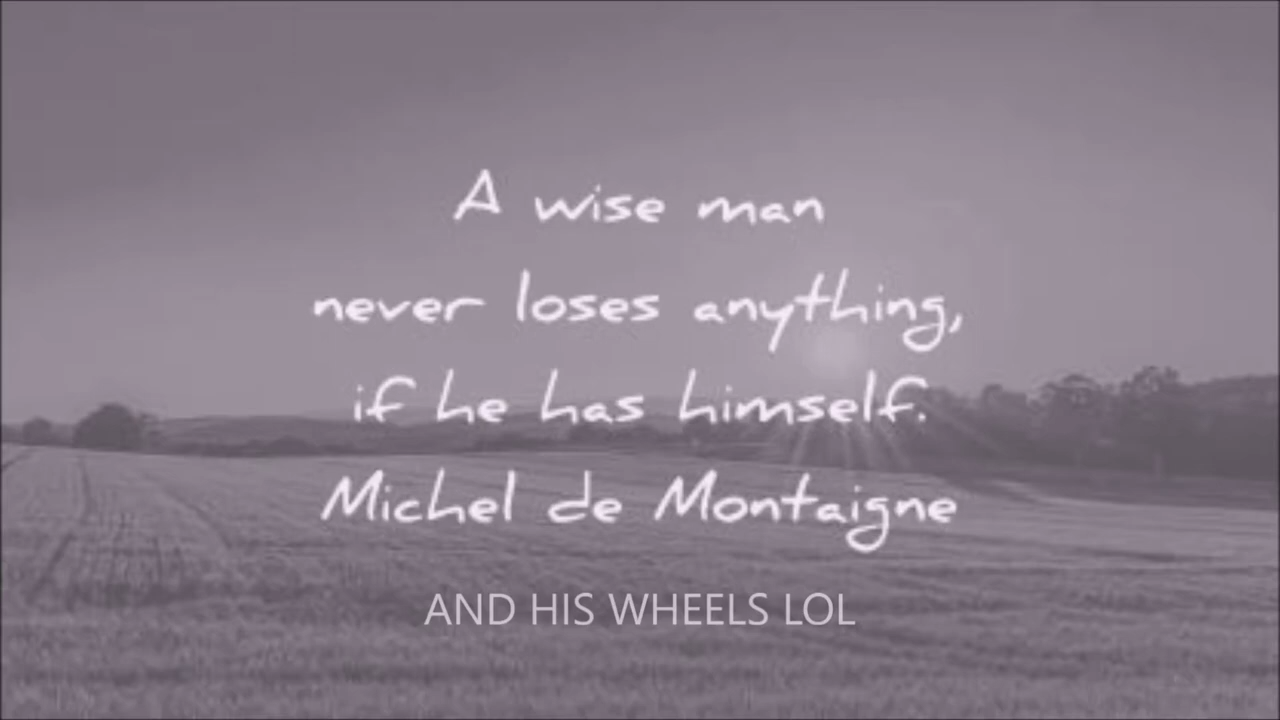 A wise man
never loses anything,
if he has himself.
Michel de Montaigne
AND HIS WHEELS LOL